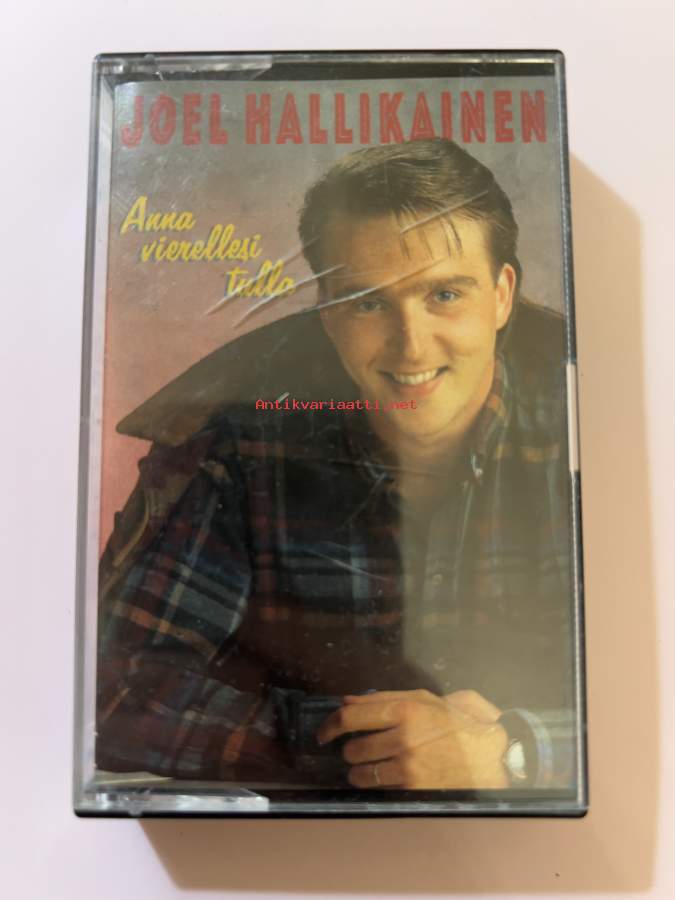 JOEL HALLIKAINEN
Anna
vierellesi
tulla
Antikvariaatti.net